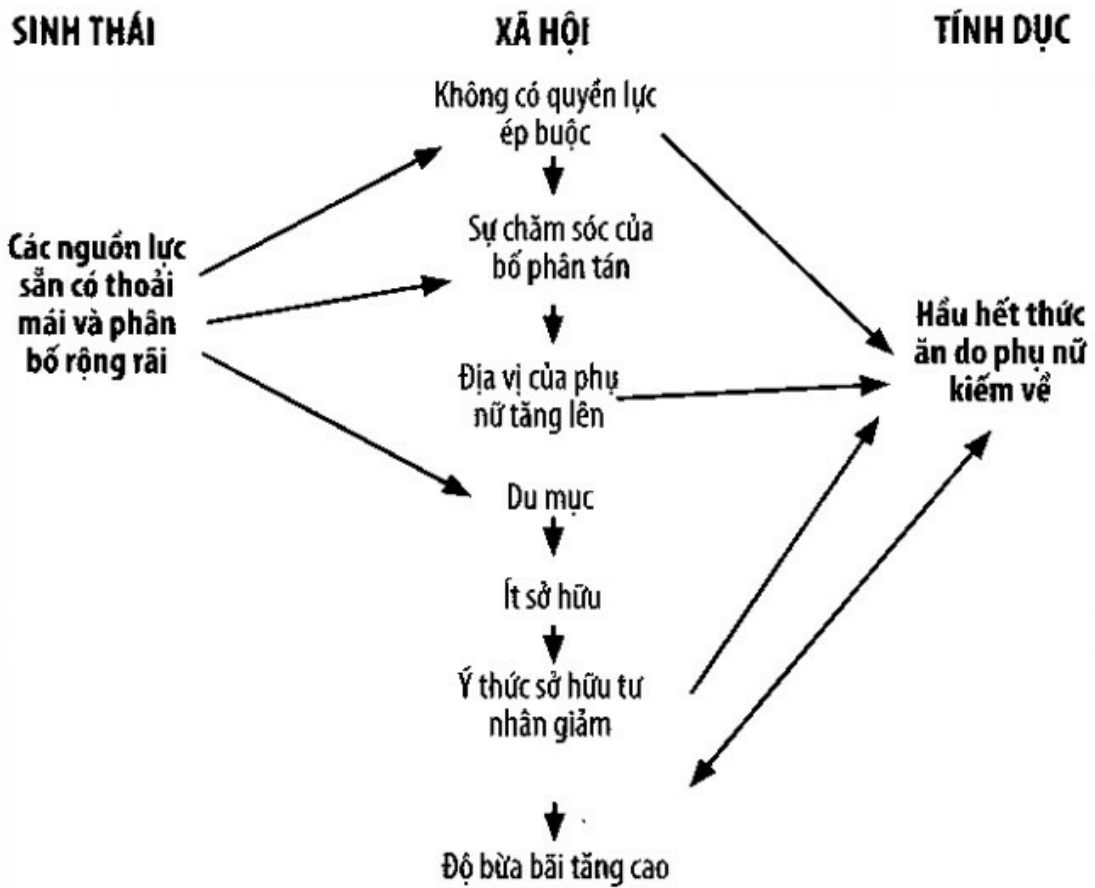 SINH THÁI
XÃ HỘI
TÍNH DỤC
Không có quyền lực
ép buộc
Sự chăm sóc của
bố phân tán
Các nguồn lực
sẵn có thoải
mái và phân
bố rộng rãi
Địa vị của phụ
nữ tăng lên
Hầu hết thức
ăn do phụ nữ
kiếm về
Du mục
Ít sở hữu
Ý thức sở hữu tư
nhân giảm
Độ bừa bãi tăng cao